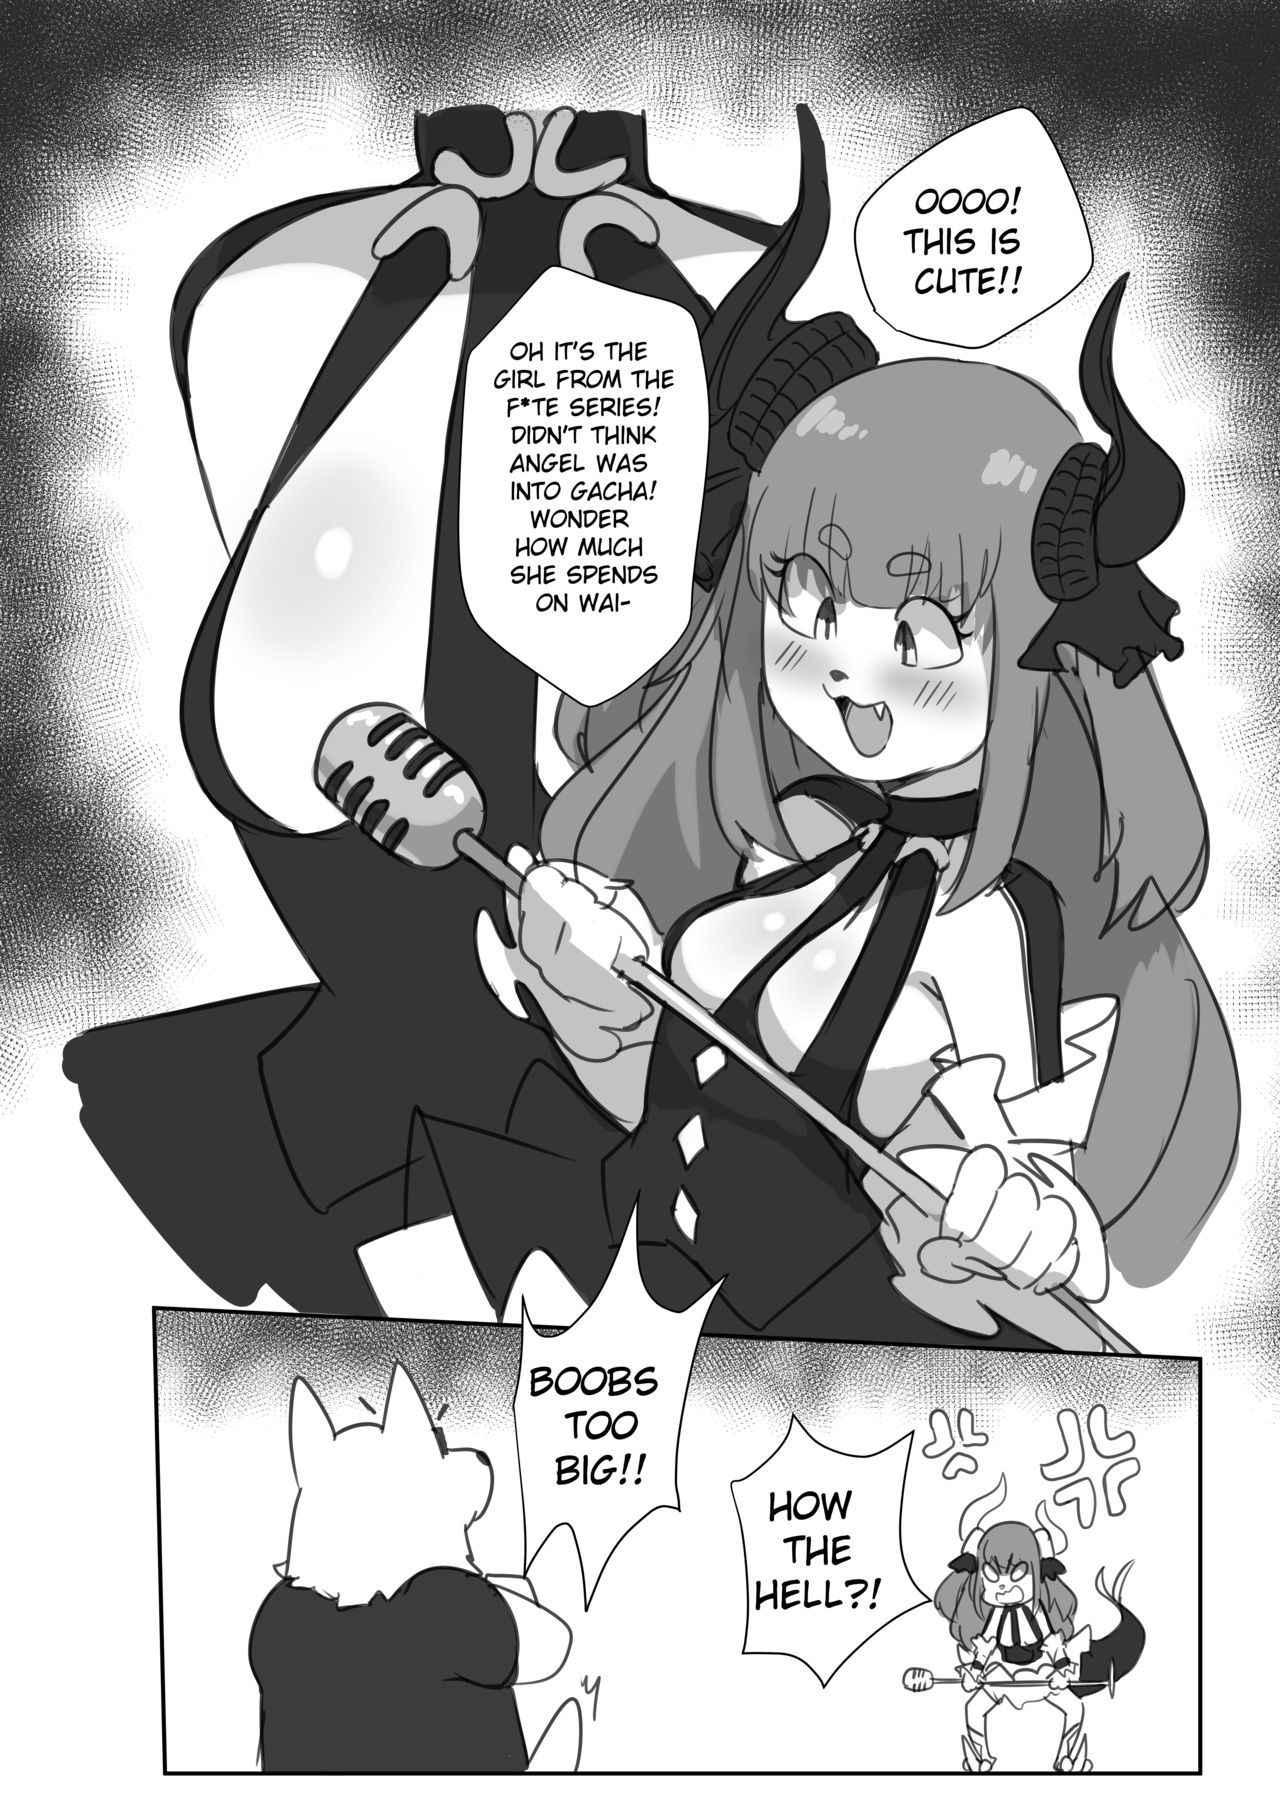 OOOO!
THIS IS
CUTE!!
OH IT'S THE
GIRL FROM THE
F*TE SERIES!
DIDN'T THINK
ANGEL WAS
INTO GACHA!
WONDER
HOW MUCH
SHE SPENDS
ON WAI-
BOOBS
TOO
BIG!!
HOW
THE
HELL?!